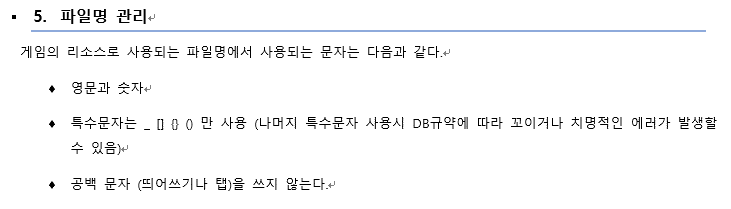 ▪ 5. 파일명 관리↵
게임의 리소스로 사용되는 파일명에서 사용되는 문자는 다음과 같다.↵
♦ 영문과 숫자↵
♦ 특수문자는 _ [] {} () 만 사용 (나머지 특수문자 사용시 DB규약에 따라 꼬이거나 치명적인 에러가 발생할
수 있음)↵
♦ 공백 문자 (띄어쓰기나 탭)을 쓰지 않는다.↵